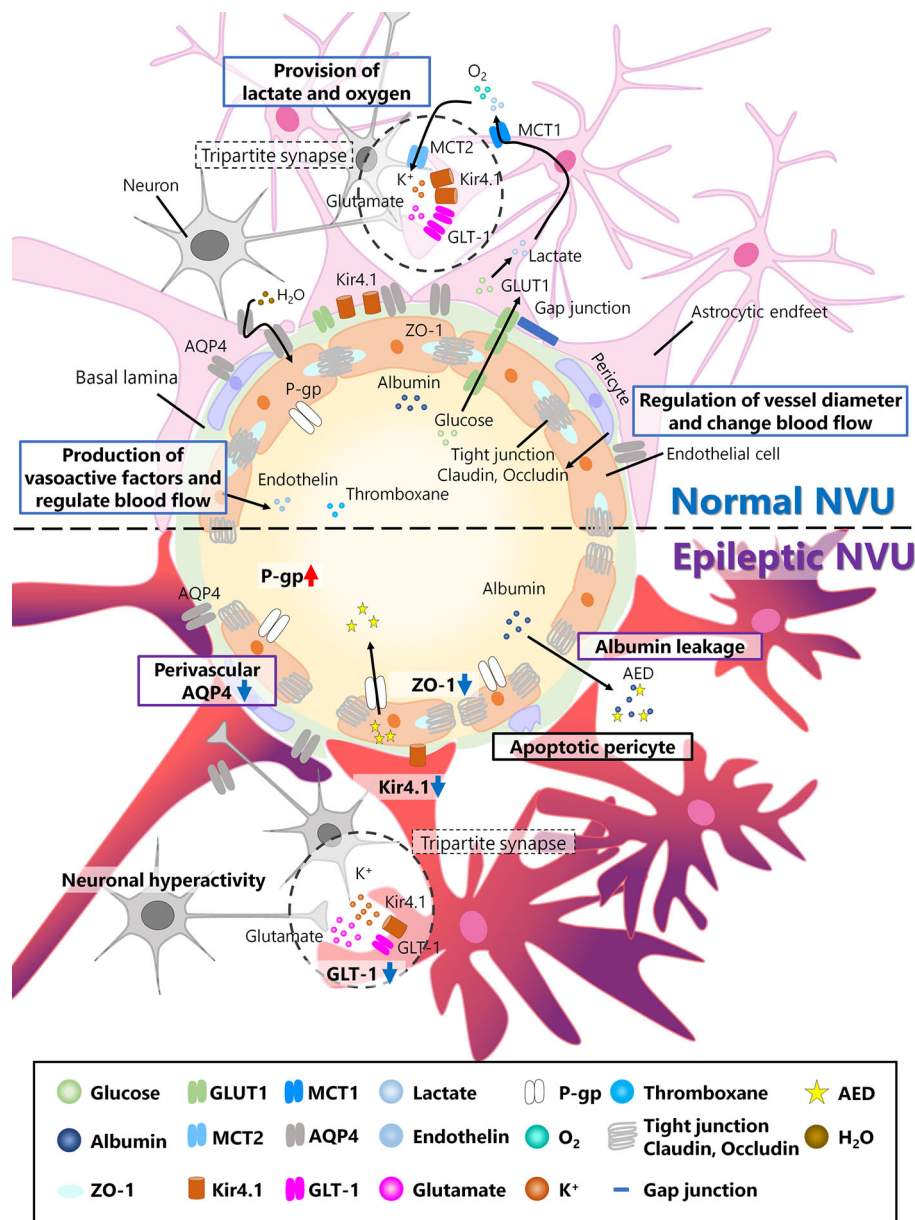 Provision of
lactate and oxygen
O₂
MCT1
Tripartite synapse
MCT2
K⁺
Kir4.1
Neuron
Glutamate
GLT-1
Lactate
H₂O
Kir4.1
GLUT1
Gap junction
ZO-1
Astrocytic endfeet
AQP4
Pericyte
Basal lamina
P-gp
Albumin
Glucose
Regulation of vessel diameter
and change blood flow
Tight junction
Claudin, Occludin
Endothelial cell
Production of
vasoactive factors and
regulate blood flow
Endothelin
Thromboxane
Normal NVU
Epileptic NVU
P-gp
AQP4
Albumin
Albumin leakage
Perivascular
AQP4
ZO-1
AED
Apoptotic pericyte
Kir4.1
Tripartite synapse
Neuronal hyperactivity
K⁺
Kir4.1
Glutamate
GLT-1
GLT-1
Glucose GLUT1 MCT1 Lactate P-gp Thromboxane AED
Albumin MCT2 AQP4 Endothelin O₂ Tight junction H₂O
Claudin, Occludin
ZO-1 Kir4.1 GLT-1 Glutamate K⁺ Gap junction